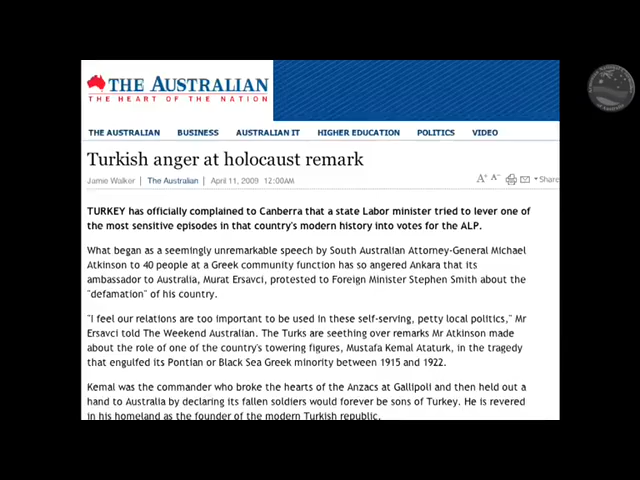 THE AUSTRALIAN
THE HEART OF THE NATION
THE AUSTRALIAN BUSINESS AUSTRALIAN IT HIGHER EDUCATION POLITICS VIDEO
Turkish anger at holocaust remark
Jamie Walker | The Australian | April 11, 2009 12:00AM A+ A- Share
TURKEY has officially complained to Canberra that a state Labor minister tried to lever one of
the most sensitive episodes in that country's modern history into votes for the ALP.
What began as a seemingly unremarkable speech by South Australian Attorney-General Michael
Atkinson to 40 people at a Greek community function has so angered Ankara that its
ambassador to Australia, Murat Ersavci, protested to Foreign Minister Stephen Smith about the
"defamation" of his country.
"I feel our relations are too important to be used in these self-serving, petty local politics," Mr
Ersavci told The Weekend Australian. The Turks are seething over remarks Mr Atkinson made
about the role of one of the country's towering figures, Mustafa Kemal Ataturk, in the tragedy
that engulfed its Pontian or Black Sea Greek minority between 1915 and 1922.
Kemal was the commander who broke the hearts of the Anzacs at Gallipoli and then held out a
hand to Australia by declaring its fallen soldiers would forever be sons of Turkey. He is revered
in his homeland as the founder of the modern Turkish republic.